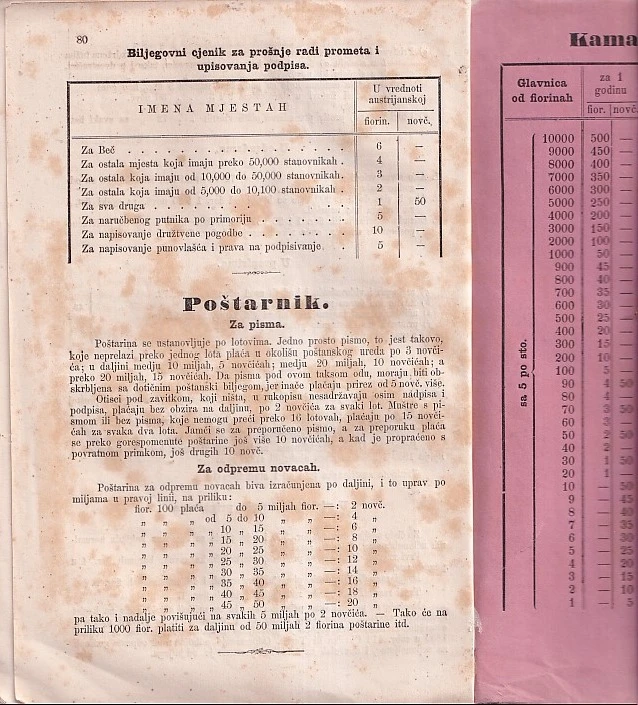 80
Biljegovni cjenik za prošnje radi prometa i
upisovanja podpisa.
IMENA MJESTAH
U vrednoti
austrijanskoj
fiorin. novč.
Za Beč . . . . . . . . . . . . . . 6 —
Za ostala mjesta koja imaju preko 50,000 stanovnikah . 4 —
Za ostala koja imaju od 10,000 do 50,000 stanovnikah. 3 —
Za ostala koja imaju od 5,000 do 10,100 stanovnikah . 2 —
Za sva druga . . . . . . . . . . . . 1 50
Za naručbenog putnika po primoriju . . . . . . 5 —
Za napisovanje družtvene pogodbe . . . . . . . 10 —
Za napisovanje punovlašća i prava na podpisivanje . 5 —
Poštarnik.
Za pisma.
Poštarina se ustanovljuje po lotovima. Jedno prosto pismo, to jest takovo,
koje neprelazi preko jednog lota plaća u okolišu poštanskog ureda po 3 novči-
ća; u daljini medju 10 miljah, 5 novčićah; medju 20 miljah, 10 novčićah; a
preko 20 miljah, 15 novčićah. Da pisma pod ovom taksom odu, moraju biti ob-
skrbljena sa dotičnim poštanski biljegom, jer inače plaćaju prirez od 5 novč. više.
Otisci pod zavitkom, koji ništa, u rukopisu nesadržavaju osim nadpisa i
podpisa, plaćaju bez obzira na daljinu, po 2 novčića za svaki lot. Muštre s pi-
smom ili bez pisma, koje nemogu preći preko 16 lotovah, plaćaju po 15 novči-
ćah za svaka dva lota. Jamči se za preporučeno pismo, a za preporuku plaća
se preko gorespomenute poštarine još više 10 novčićah, a kad je propraćeno s
povratnom primkom, još drugih 10 novč.
Za odpremu novacah.
Poštarina za odpremu novacah biva izračunjena po daljini, i to uprav po
miljama u pravoj linii, na priliku:
fior. 100 plaća do 5 miljah fior. —: 2 novč.
„ „ „ od 5 do 10 „ „ —: 4 „
„ „ „ „ 10 „ 15 „ „ —: 6 „
„ „ „ „ 15 „ 20 „ „ —: 8 „
„ „ „ „ 20 „ 25 „ „ —: 10 „
„ „ „ „ 25 „ 30 „ „ —: 12 „
„ „ „ „ 30 „ 35 „ „ —: 14 „
„ „ „ „ 35 „ 40 „ „ —: 16 „
„ „ „ „ 40 „ 45 „ „ —: 18 „
„ „ „ „ 45 „ 50 „ „ —: 20 „
pa tako i nadalje povišujući na svakih 5 miljah po 2 novčića. — Tako će na
priliku 1000 fior. platiti za daljinu od 50 miljah 2 fiorina poštarine itd.
Kama
Glavnica
od fiorinah
za 1
godinu
fior. novč.
sa 5 po sto.
10000 500 —
9000 450 —
8000 400 —
7000 350 —
6000 300 —
5000 250 —
4000 200 —
3000 150 —
2000 100 —
1000 50 —
900 45 —
800 40 —
700 35 —
600 30 —
500 25 —
400 20 —
300 15 —
200 10 —
100 5 —
90 4 50
80 4 —
70 3 50
60 3 —
50 2 50
40 2 —
30 1 50
20 1 —
10 — 50
9 — 45
8 — 40
7 — 35
6 — 30
5 — 25
4 — 20
3 — 15
2 — 10
1 — 5